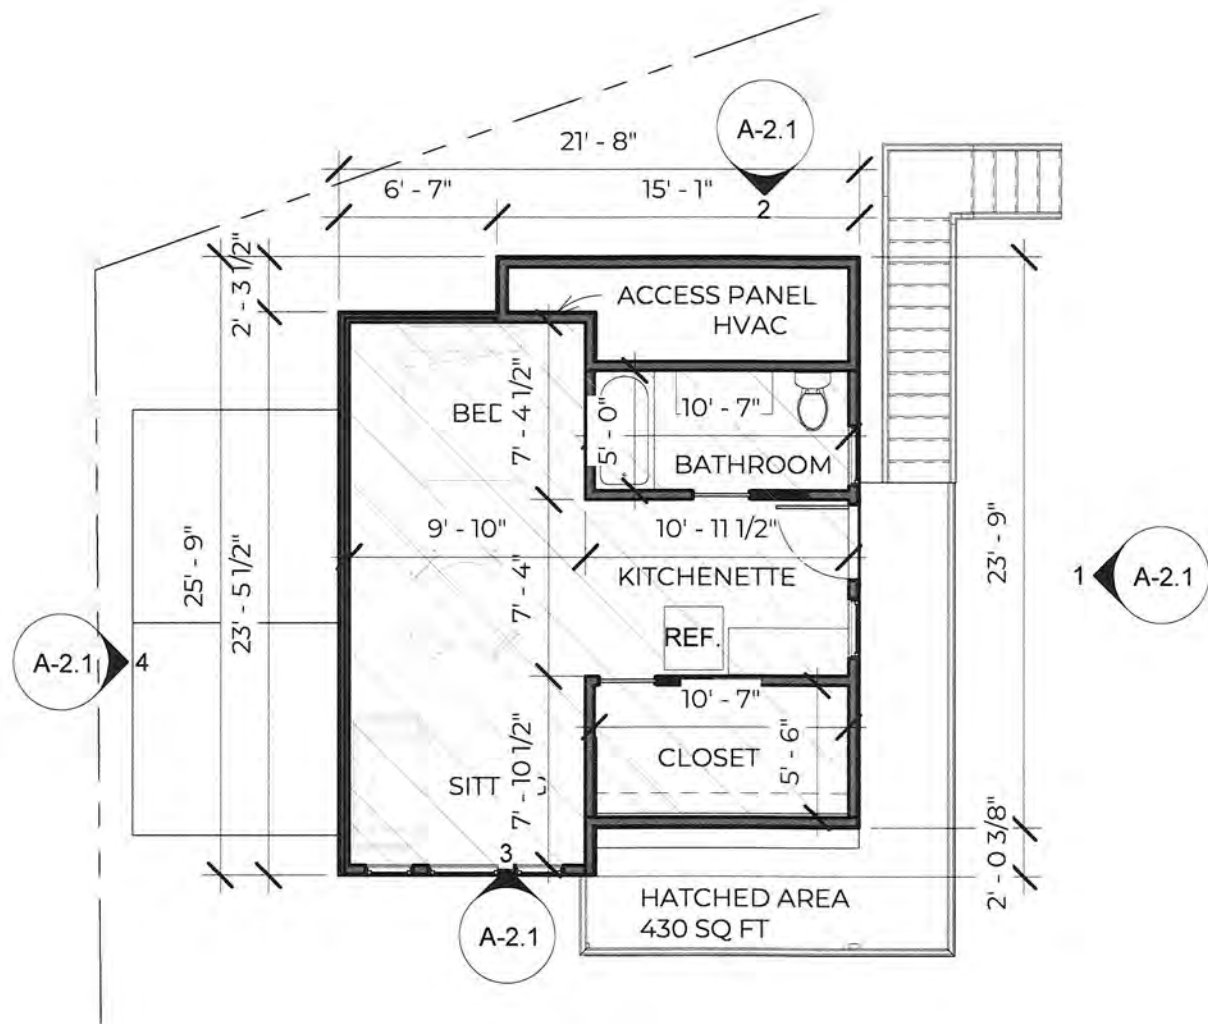 A-2.1
21' - 8"
6' - 7"
15' - 1"
2
2' - 3 1/2"
ACCESS PANEL
HVAC
7' - 4 1/2"
5' - 0"
10' - 7"
BATHROOM
9' - 10"
10' - 11 1/2"
25' - 9"
23' - 5 1/2"
7' - 4"
KITCHENETTE
23' - 9"
1
A-2.1
A-2.1
4
REF.
10' - 7"
7' - 10 1/2"
CLOSET
5' - 6"
3
2' - 0 3/8"
A-2.1
HATCHED AREA
430 SQ FT